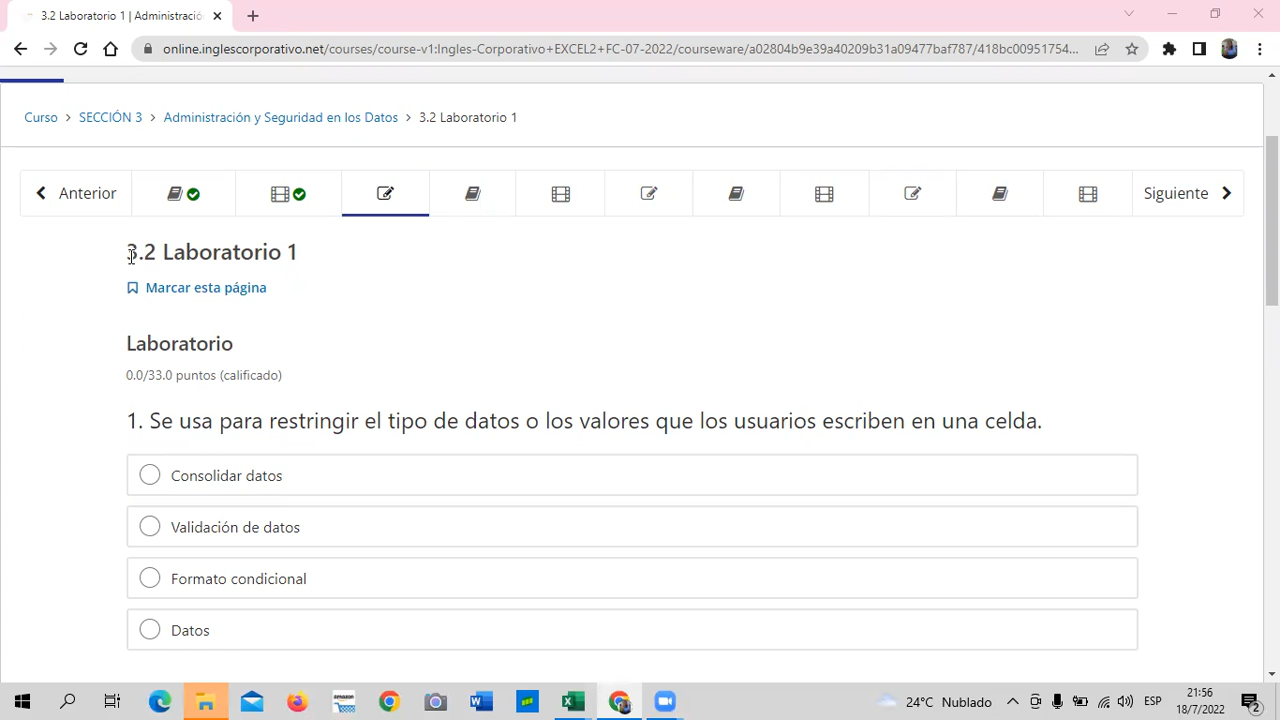 3.2 Laboratorio 1 | Administració
online.inglescorporativo.net/courses/course-v1:Ingles-Corporativo+EXCEL2+FC-07-2022/courseware/a02804b9e39a40209b31a09477baf787/418bc00951754...
Curso > SECCIÓN 3 > Administración y Seguridad en los Datos > 3.2 Laboratorio 1
Anterior
Siguiente
3.2 Laboratorio 1
Marcar esta página
Laboratorio
0.0/33.0 puntos (calificado)
1. Se usa para restringir el tipo de datos o los valores que los usuarios escriben en una celda.
Consolidar datos
Validación de datos
Formato condicional
Datos
amazon
24°C Nublado
ESP
21:56
18/7/2022
2